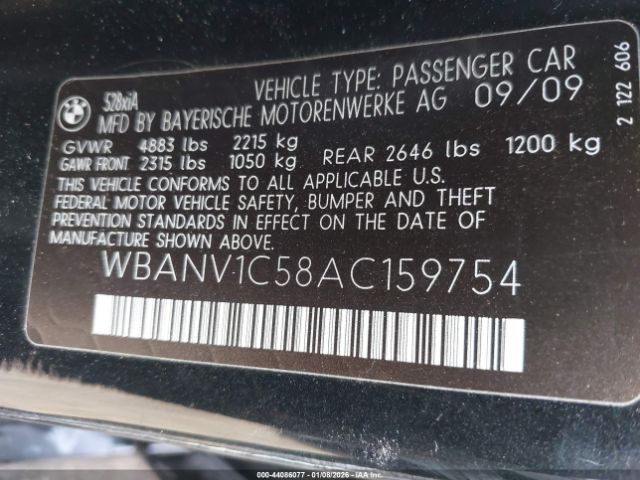 528xiA
VEHICLE TYPE: PASSENGER CAR
MFD BY BAYERISCHE MOTORENWERKE AG 09/09
GVWR 4883 lbs 2215 kg
GAWR FRONT 2315 lbs 1050 kg REAR 2646 lbs 1200 kg
THIS VEHICLE CONFORMS TO ALL APPLICABLE U.S.
FEDERAL MOTOR VEHICLE SAFETY, BUMPER AND THEFT
PREVENTION STANDARDS IN EFFECT ON THE DATE OF
MANUFACTURE SHOWN ABOVE.
WBANV1C58AC159754
2 122 606
© IAA - 44086077 - 01/08/2026